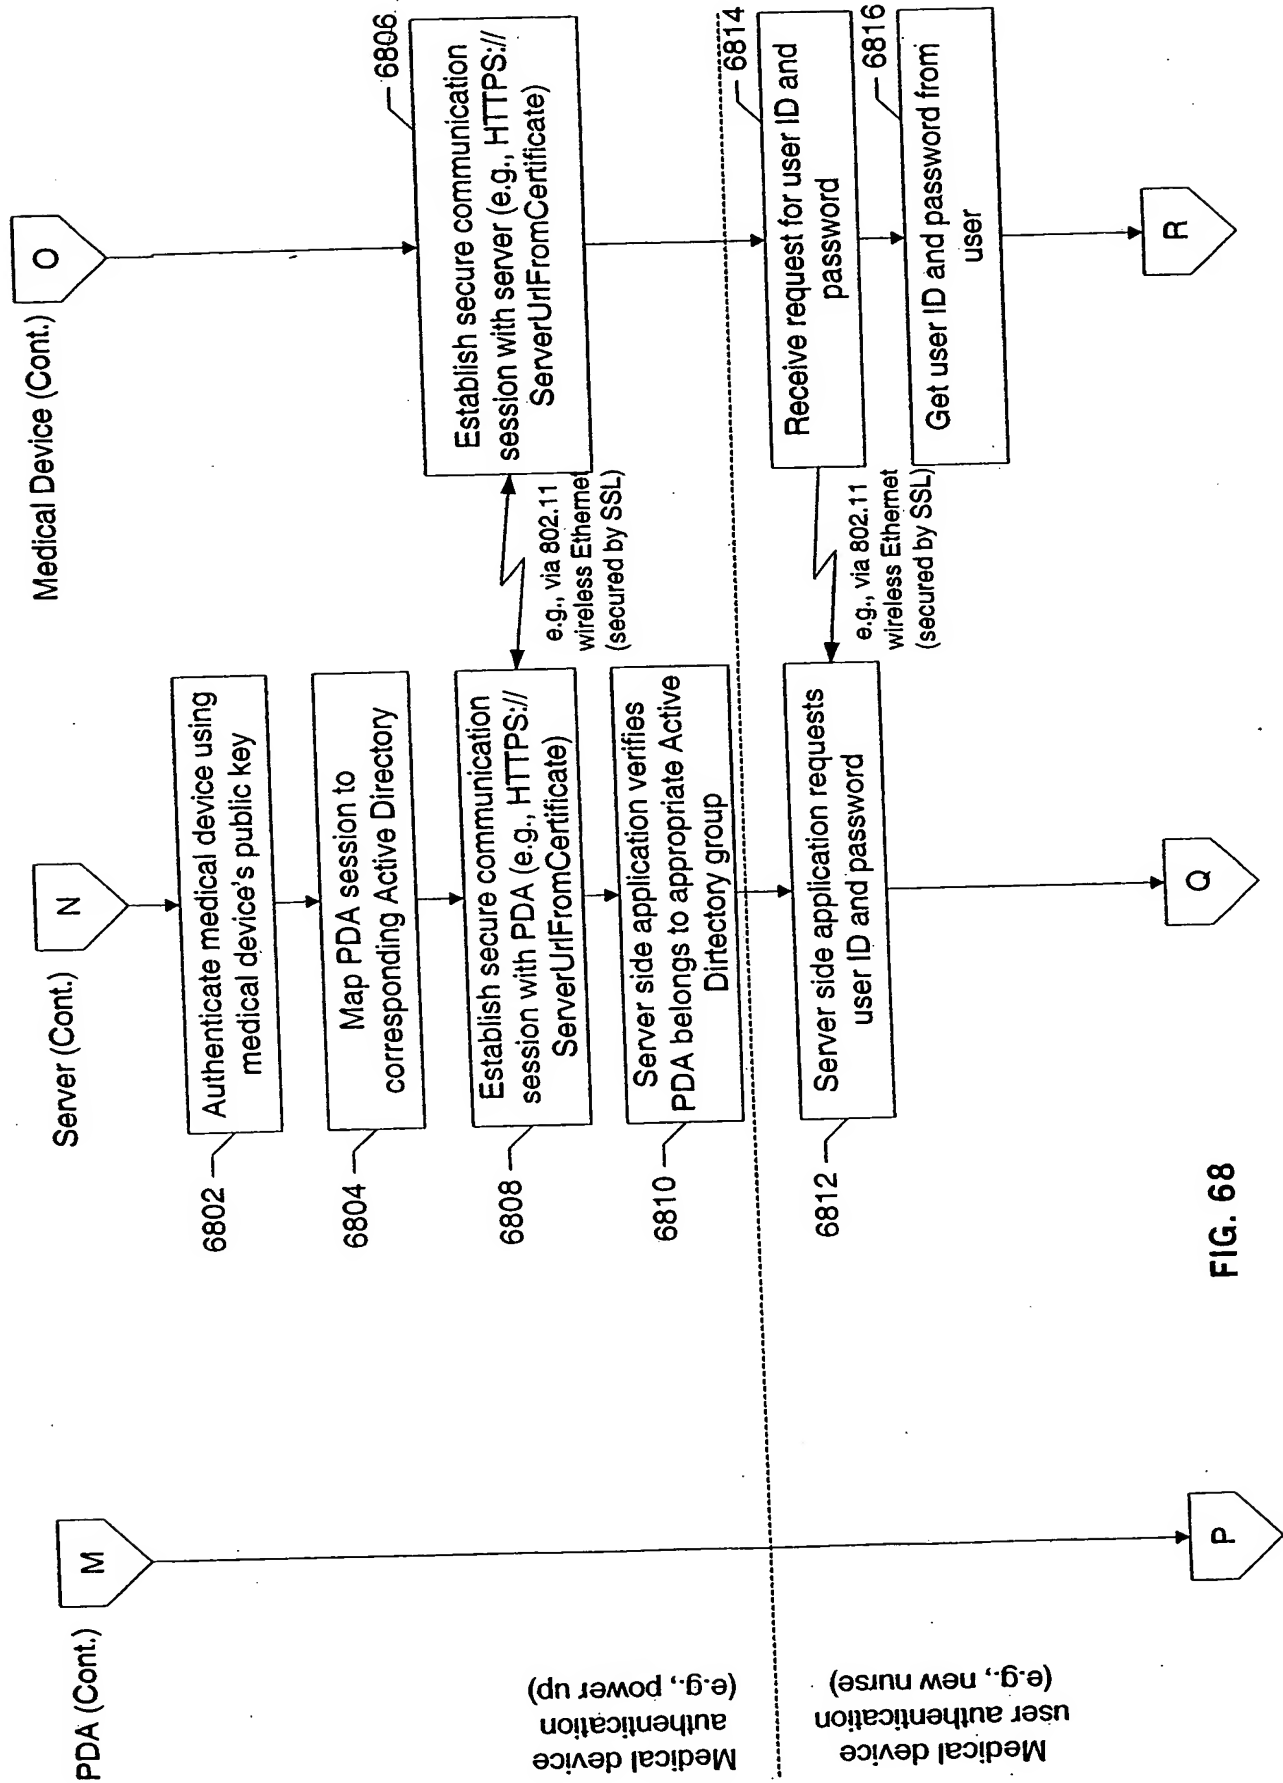 PDA (Cont.)
M
Server (Cont.)
N
Medical Device (Cont.)
O
6802
Authenticate medical device using
medical device's public key
6804
Map PDA session to
corresponding Active Directory
6806
Establish secure communication
session with server (e.g., HTTPS://
ServerUrlFromCertificate)
6808
Establish secure communication
session with PDA (e.g., HTTPS://
ServerUrlFromCertificate)
e.g., via 802.11
wireless Ethernet
(secured by SSL)
6810
Server side application verifies
PDA belongs to appropriate Active
Dirtectory group
Medical device
authentication
(e.g., power up)
Medical device
user authentication
(e.g., new nurse)
6812
Server side application requests
user ID and password
e.g., via 802.11
wireless Ethernet
(secured by SSL)
6814
Receive request for user ID and
password
6816
Get user ID and password from
user
P
Q
R
FIG. 68